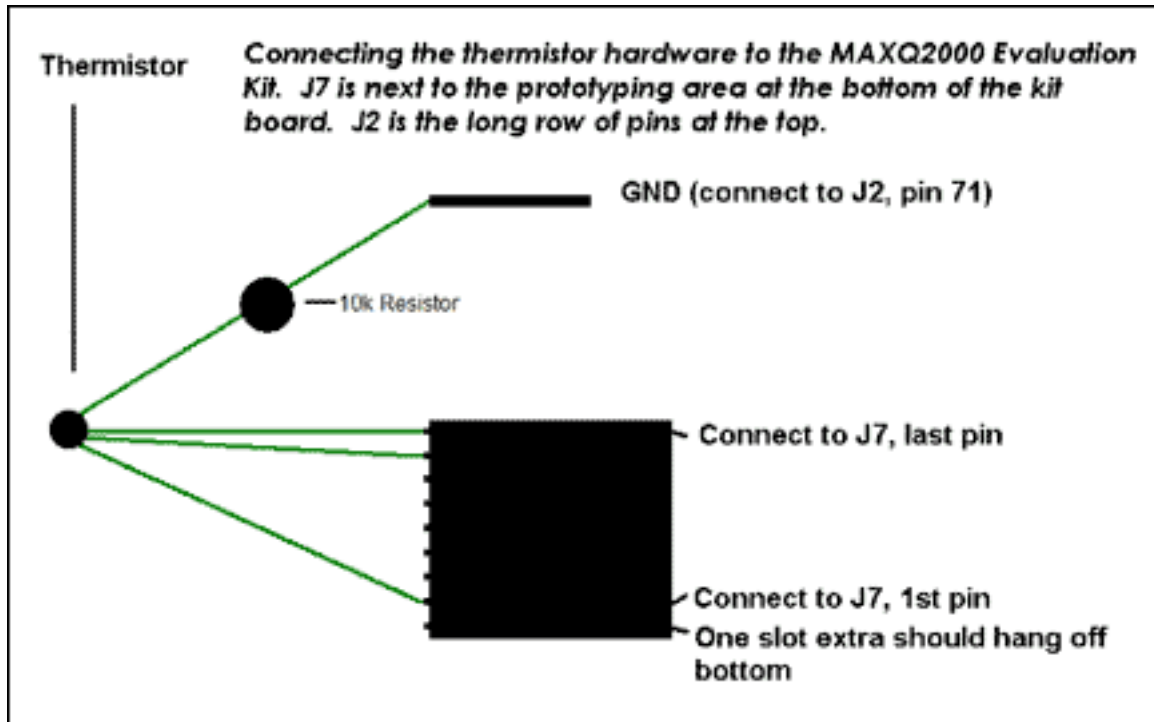 Thermistor
Connecting the thermistor hardware to the MAXQ2000 Evaluation
Kit. J7 is next to the prototyping area at the bottom of the kit
board. J2 is the long row of pins at the top.
GND (connect to J2, pin 71)
10k Resistor
Connect to J7, last pin
Connect to J7, 1st pin
One slot extra should hang off
bottom